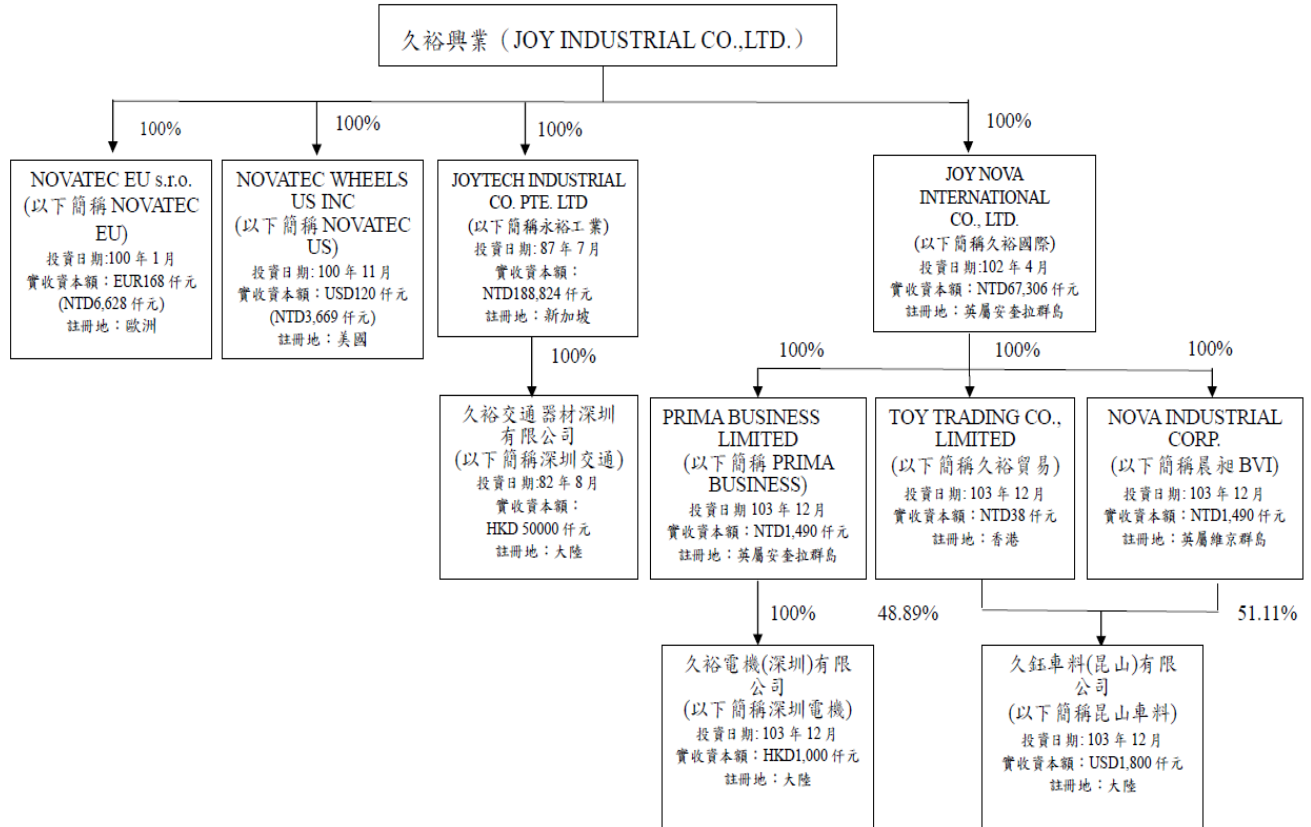 久裕興業（JOY INDUSTRIAL CO.,LTD.）
100%
100%
100%
100%
NOVATEC EU s.r.o.
(以下簡稱 NOVATEC
EU)
投資日期:100 年 1 月
實收資本額：EUR168 仟元
(NTD6,628 仟元)
註冊地：歐洲
NOVATEC WHEELS
US INC
(以下簡稱 NOVATEC
US)
投資日期:100 年 11 月
實收資本額：USD120 仟元
(NTD3,669 仟元)
註冊地：美國
JOYTECH INDUSTRIAL
CO. PTE. LTD
(以下簡稱永裕工業)
投資日期: 87 年 7 月
實收資本額：
NTD188,824 仟元
註冊地：新加坡
JOY NOVA
INTERNATIONAL
CO., LTD.
(以下簡稱久裕國際)
投資日期:102 年 4 月
實收資本額：NTD67,306 仟元
註冊地：英屬安奎拉群島
100%
100%
100%
100%
久裕交通器材深圳
有限公司
(以下簡稱深圳交通)
投資日期:82 年 8 月
實收資本額：
HKD 50000 仟元
註冊地：大陸
PRIMA BUSINESS
LIMITED
(以下簡稱 PRIMA
BUSINESS)
投資日期 103 年 12 月
實收資本額：NTD1,490 仟元
註冊地：英屬安奎拉群島
TOY TRADING CO.,
LIMITED
(以下簡稱久裕貿易)
投資日期: 103 年 12 月
實收資本額：NTD38 仟元
註冊地：香港
NOVA INDUSTRIAL
CORP.
(以下簡稱晨昶 BVI)
投資日期: 103 年 12 月
實收資本額：NTD1,490 仟元
註冊地：英屬維京群島
100%
48.89%
51.11%
久裕電機(深圳)有限
公司
(以下簡稱深圳電機)
投資日期: 103 年 12 月
實收資本額：HKD1,000 仟元
註冊地：大陸
久鈺車料(昆山)有限
公司
(以下簡稱昆山車料)
投資日期: 103 年 12 月
實收資本額：USD1,800 仟元
註冊地：大陸